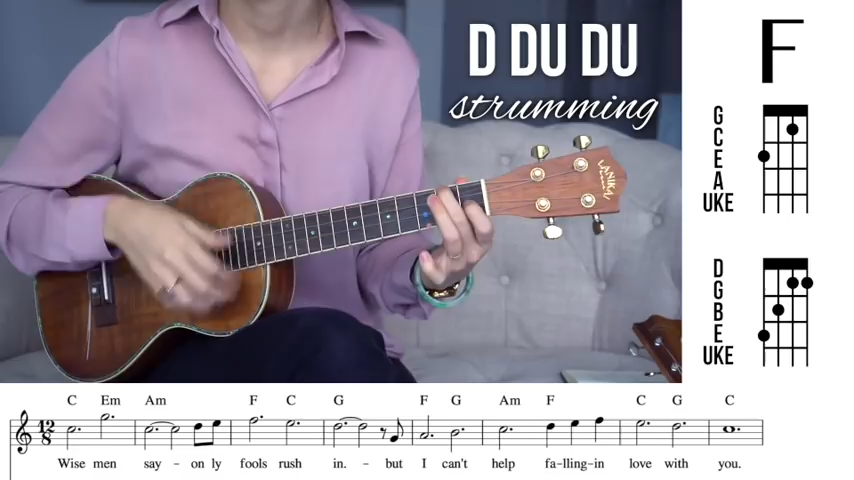 D DU DU
strumming
ANIKA
F
G
C
E
A
UKE
D
G
B
E
UKE
C Em Am F C G F G Am F C G C
12
8
Wise men say - on ly fools rush in. - but I can't help fa-lling-in love with you.